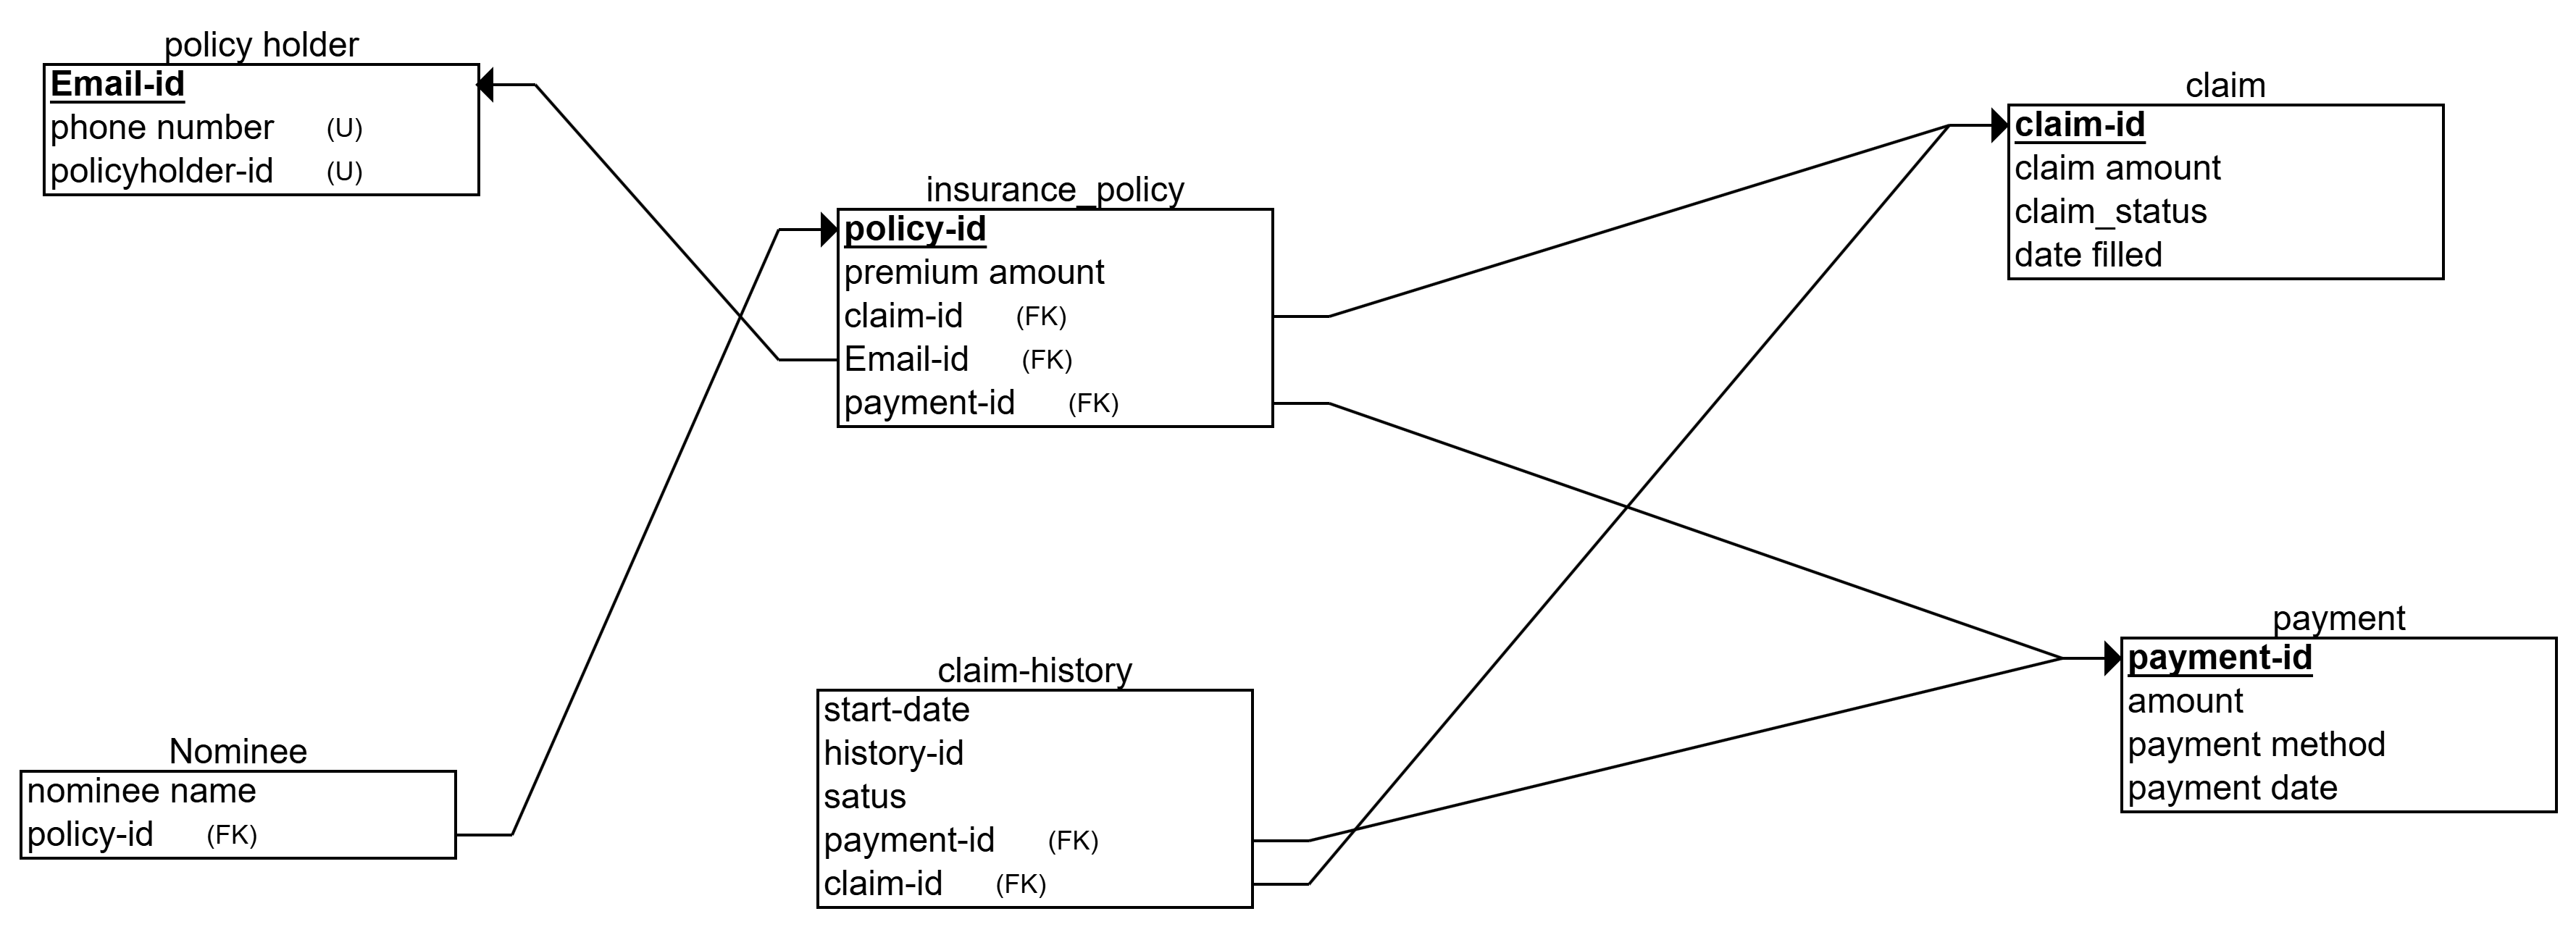 policy holder
Email-id
phone number (U)
policyholder-id (U)
insurance_policy
policy-id
premium amount
claim-id (FK)
Email-id (FK)
payment-id (FK)
claim
claim-id
claim amount
claim_status
date filled
Nominee
nominee name
policy-id (FK)
claim-history
start-date
history-id
satus
payment-id (FK)
claim-id (FK)
payment
payment-id
amount
payment method
payment date